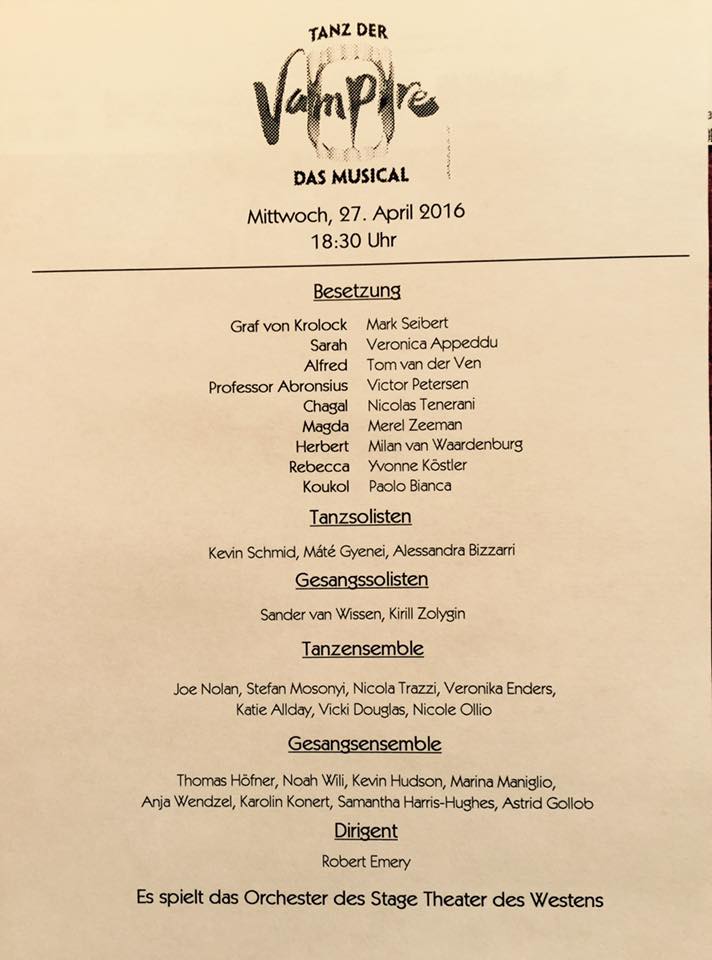 TANZ DER
Vampire
DAS MUSICAL
Mittwoch, 27. April 2016
18:30 Uhr
Besetzung
Graf von Krolock Mark Seibert
Sarah Veronica Appeddu
Alfred Tom van der Ven
Professor Abronsius Victor Petersen
Chagal Nicolas Tenerani
Magda Merel Zeeman
Herbert Milan van Waardenburg
Rebecca Yvonne Köstler
Koukol Paolo Bianca
Tanzsolisten
Kevin Schmid, Máté Gyenei, Alessandra Bizzarri
Gesangssolisten
Sander van Wissen, Kirill Zolygin
Tanzensemble
Joe Nolan, Stefan Mosonyi, Nicola Trazzi, Veronika Enders,
Katie Allday, Vicki Douglas, Nicole Ollio
Gesangsensemble
Thomas Höfner, Noah Wili, Kevin Hudson, Marina Maniglio,
Anja Wendzel, Karolin Konert, Samantha Harris-Hughes, Astrid Gollob
Dirigent
Robert Emery
Es spielt das Orchester des Stage Theater des Westens